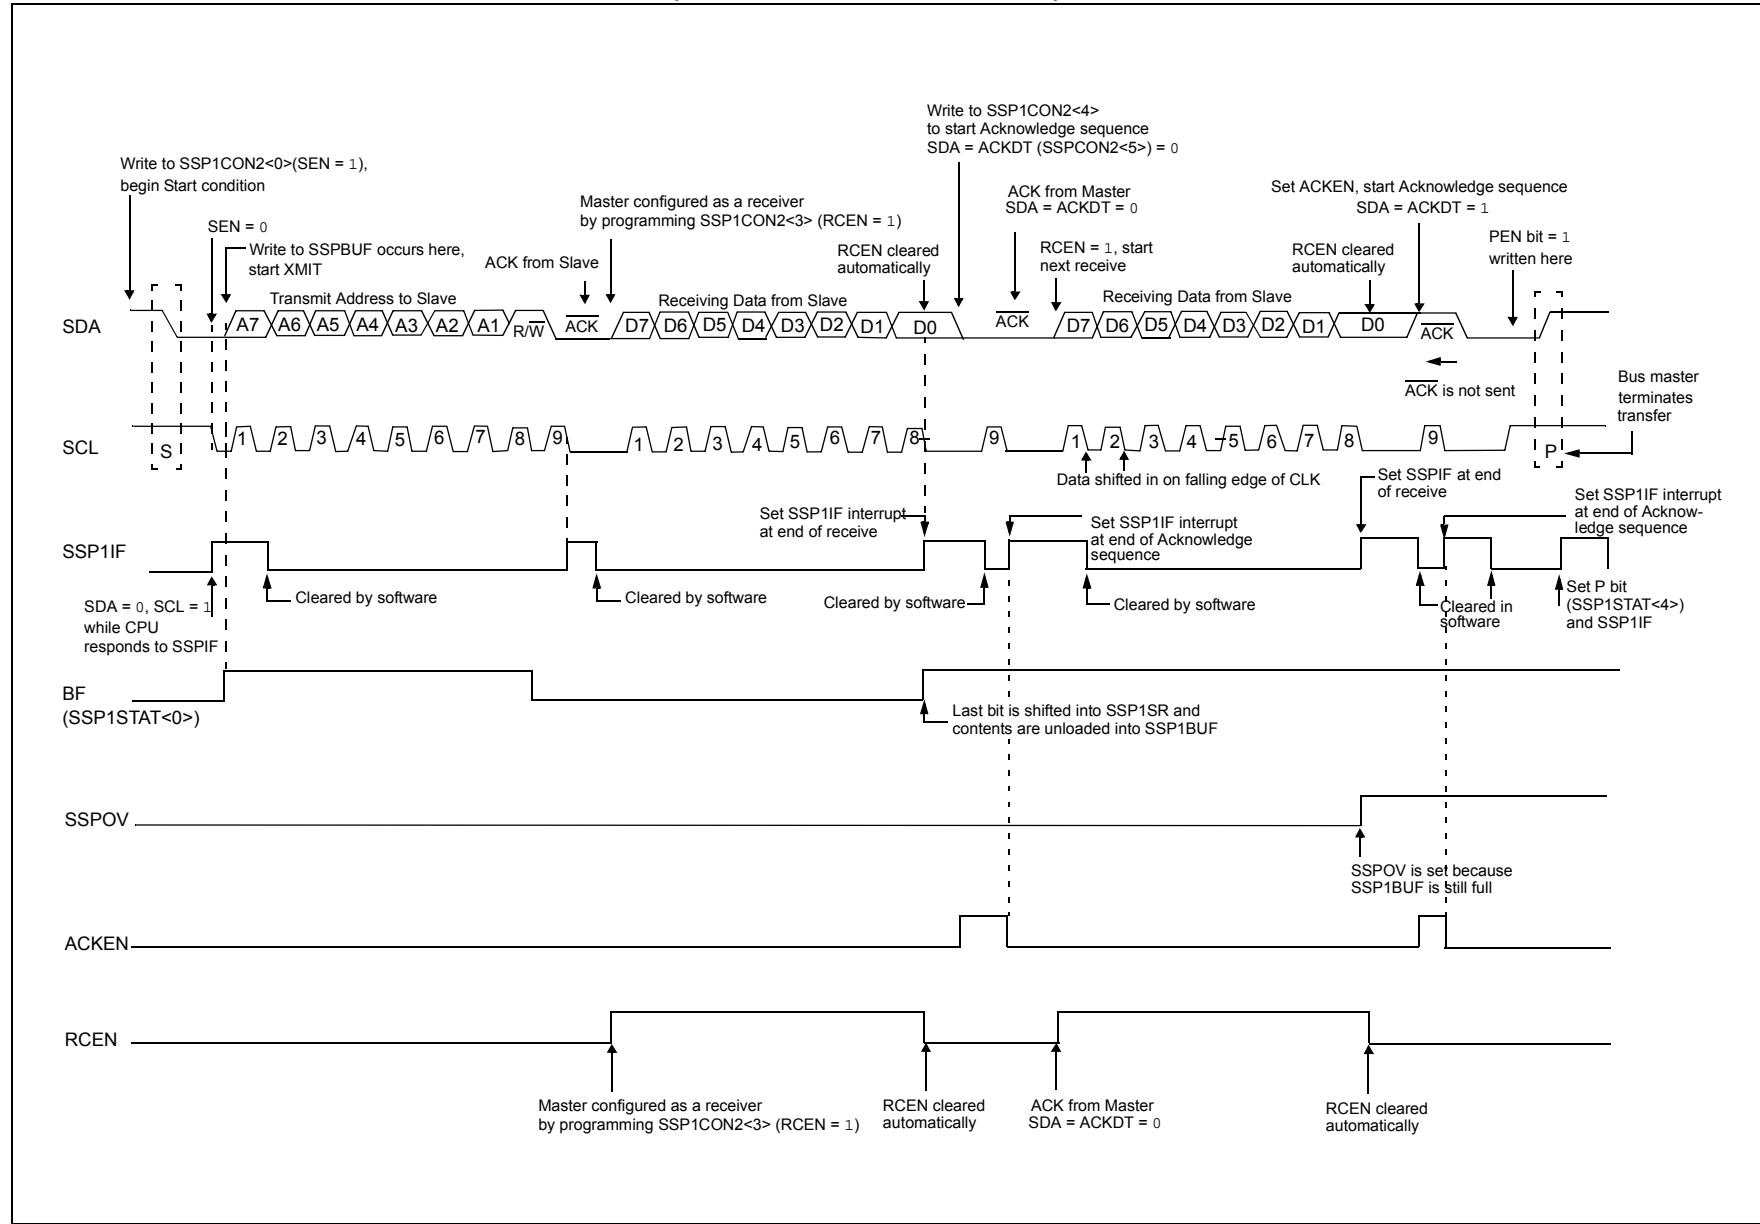 Write to SSP1CON2<4>
to start Acknowledge sequence
SDA = ACKDT (SSPCON2<5>) = 0
Write to SSP1CON2<0>(SEN = 1),
begin Start condition
SEN = 0
Write to SSPBUF occurs here,
start XMIT
ACK from Slave
Master configured as a receiver
by programming SSP1CON2<3> (RCEN = 1)
RCEN cleared
automatically
ACK from Master
SDA = ACKDT = 0
RCEN = 1, start
next receive
Set ACKEN, start Acknowledge sequence
SDA = ACKDT = 1
RCEN cleared
automatically
PEN bit = 1
written here
Transmit Address to Slave
Receiving Data from Slave
Receiving Data from Slave
SDA A7 A6 A5 A4 A3 A2 A1 R/W ACK D7 D6 D5 D4 D3 D2 D1 D0 ACK D7 D6 D5 D4 D3 D2 D1 D0 ACK
ACK is not sent
Bus master
terminates
transfer
SCL S 1 2 3 4 5 6 7 8 9 1 2 3 4 5 6 7 8 9 1 2 3 4 5 6 7 8 9 P
Data shifted in on falling edge of CLK
Set SSPIF at end
of receive
Set SSP1IF interrupt
at end of receive
Set SSP1IF interrupt
at end of Acknowledge
sequence
Set SSP1IF interrupt
at end of Acknow-
ledge sequence
SSP1IF
SDA = 0, SCL = 1
while CPU
responds to SSPIF
Cleared by software
Cleared by software
Cleared by software
Cleared by software
Cleared in
software
Set P bit
(SSP1STAT<4>)
and SSP1IF
BF
(SSP1STAT<0>)
Last bit is shifted into SSP1SR and
contents are unloaded into SSP1BUF
SSPOV
SSPOV is set because
SSP1BUF is still full
ACKEN
RCEN
Master configured as a receiver
by programming SSP1CON2<3> (RCEN = 1)
RCEN cleared
automatically
ACK from Master
SDA = ACKDT = 0
RCEN cleared
automatically